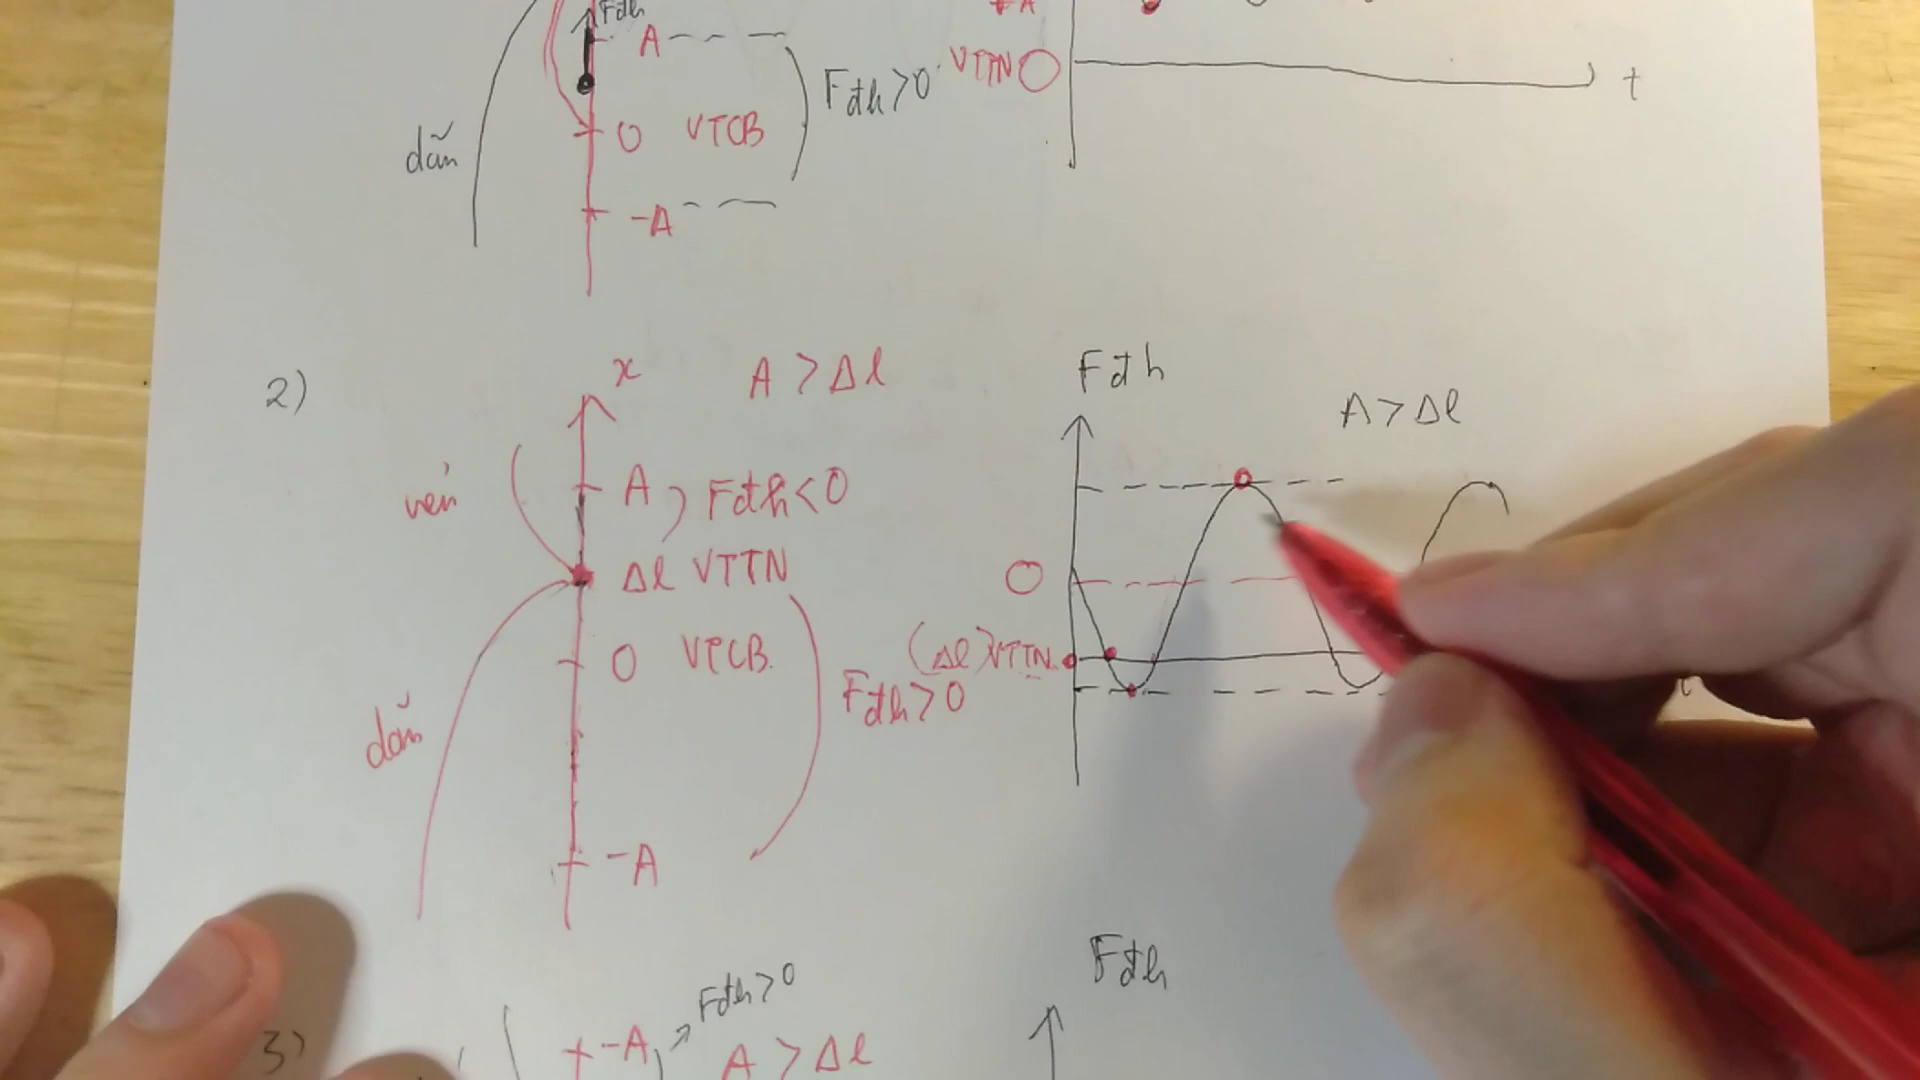 Fđh
A
Fđh>0
VTTN O
t
O VTCB
dãn
-A
2)
x
A > Δl
nén
A
Fđh<0
Δl VTTN
O VTCB
Fđh>0
dãn
-A
Fđh
A > Δl
O
(Δl) VTTN
t
3)
-A
Fđh>0
A > Δl
Fđh